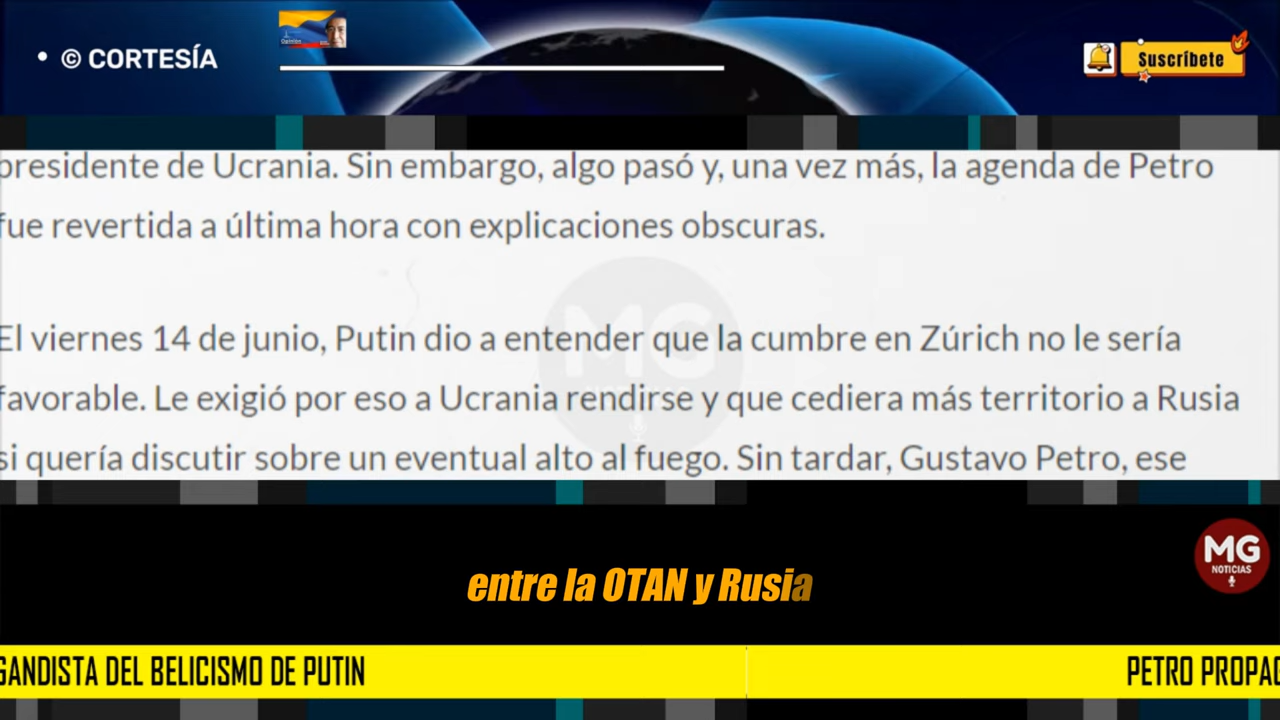 • © CORTESÍA
Opinión
Suscríbete
presidente de Ucrania. Sin embargo, algo pasó y, una vez más, la agenda de Petro
fue revertida a última hora con explicaciones obscuras.
El viernes 14 de junio, Putin dio a entender que la cumbre en Zúrich no le sería
favorable. Le exigió por eso a Ucrania rendirse y que cediera más territorio a Rusia
si quería discutir sobre un eventual alto al fuego. Sin tardar, Gustavo Petro, ese
MG
entre la OTAN y Rusia
MG
NOTICIAS
GANDISTA DEL BELICISMO DE PUTIN
PETRO PROPAG